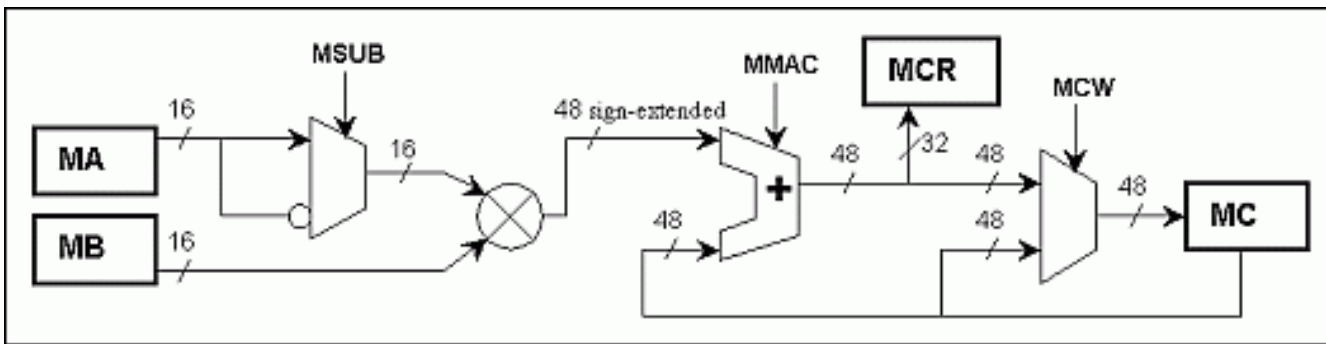 MSUB
MMAC
MCR
MCW
16
48 sign-extended
MA
16
32
48
48
+
48
MC
MB
16
48
48